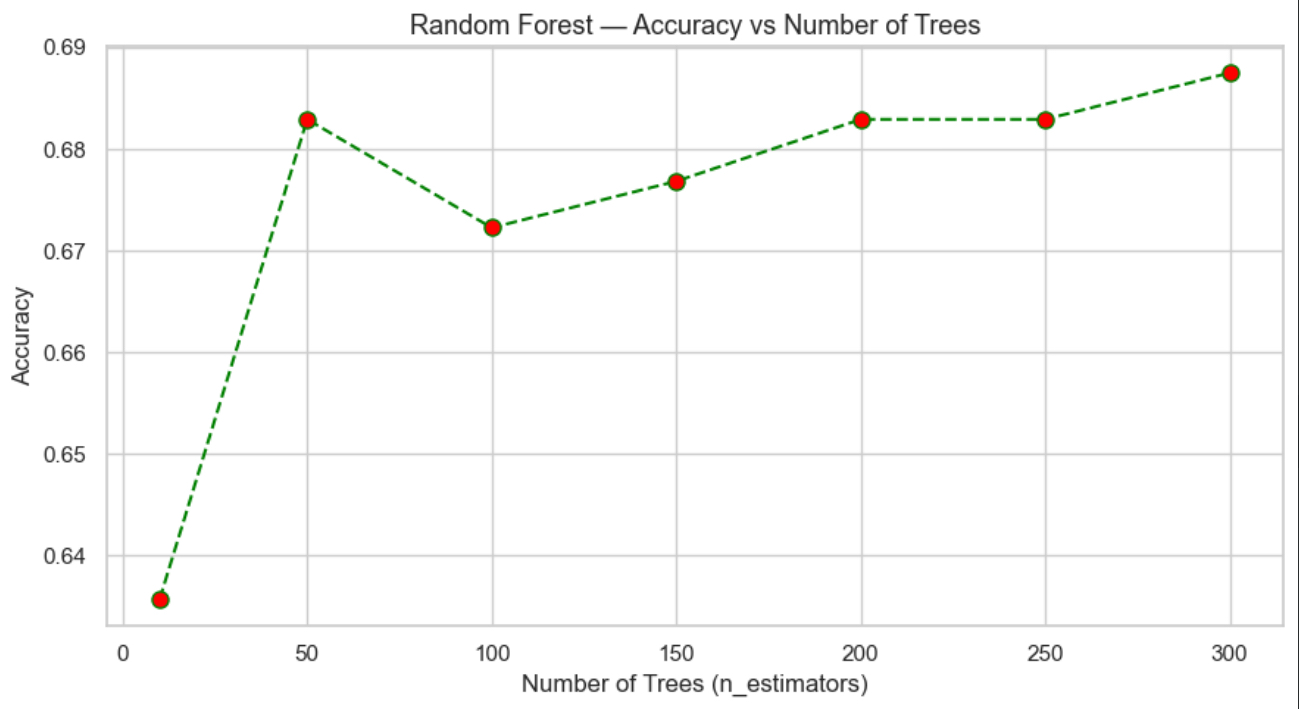 Random Forest — Accuracy vs Number of Trees
0.69
0.68
0.67
0.66
0.65
0.64
Accuracy
0 50 100 150 200 250 300
Number of Trees (n_estimators)